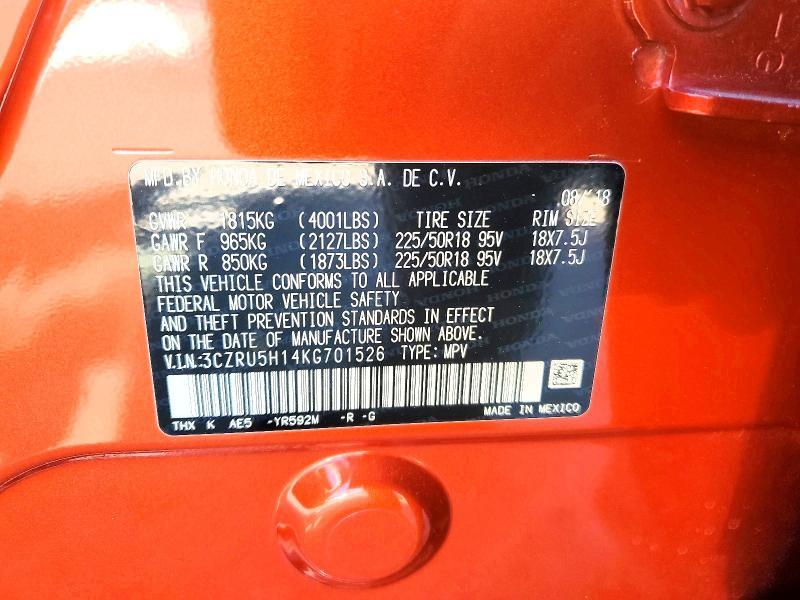 MFD.BY HONDA DE MEXICO S.A. DE C.V.
08/18
GVWR 1815KG (4001LBS) TIRE SIZE RIM SIZE
GAWR F 965KG (2127LBS) 225/50R18 95V 18X7.5J
GAWR R 850KG (1873LBS) 225/50R18 95V 18X7.5J
THIS VEHICLE CONFORMS TO ALL APPLICABLE
FEDERAL MOTOR VEHICLE SAFETY
AND THEFT PREVENTION STANDARDS IN EFFECT
ON THE DATE OF MANUFACTURE SHOWN ABOVE.
V.I.N.:3CZRU5H14KG701526 TYPE: MPV
THX K AE5 -YR592M -R -G MADE IN MEXICO